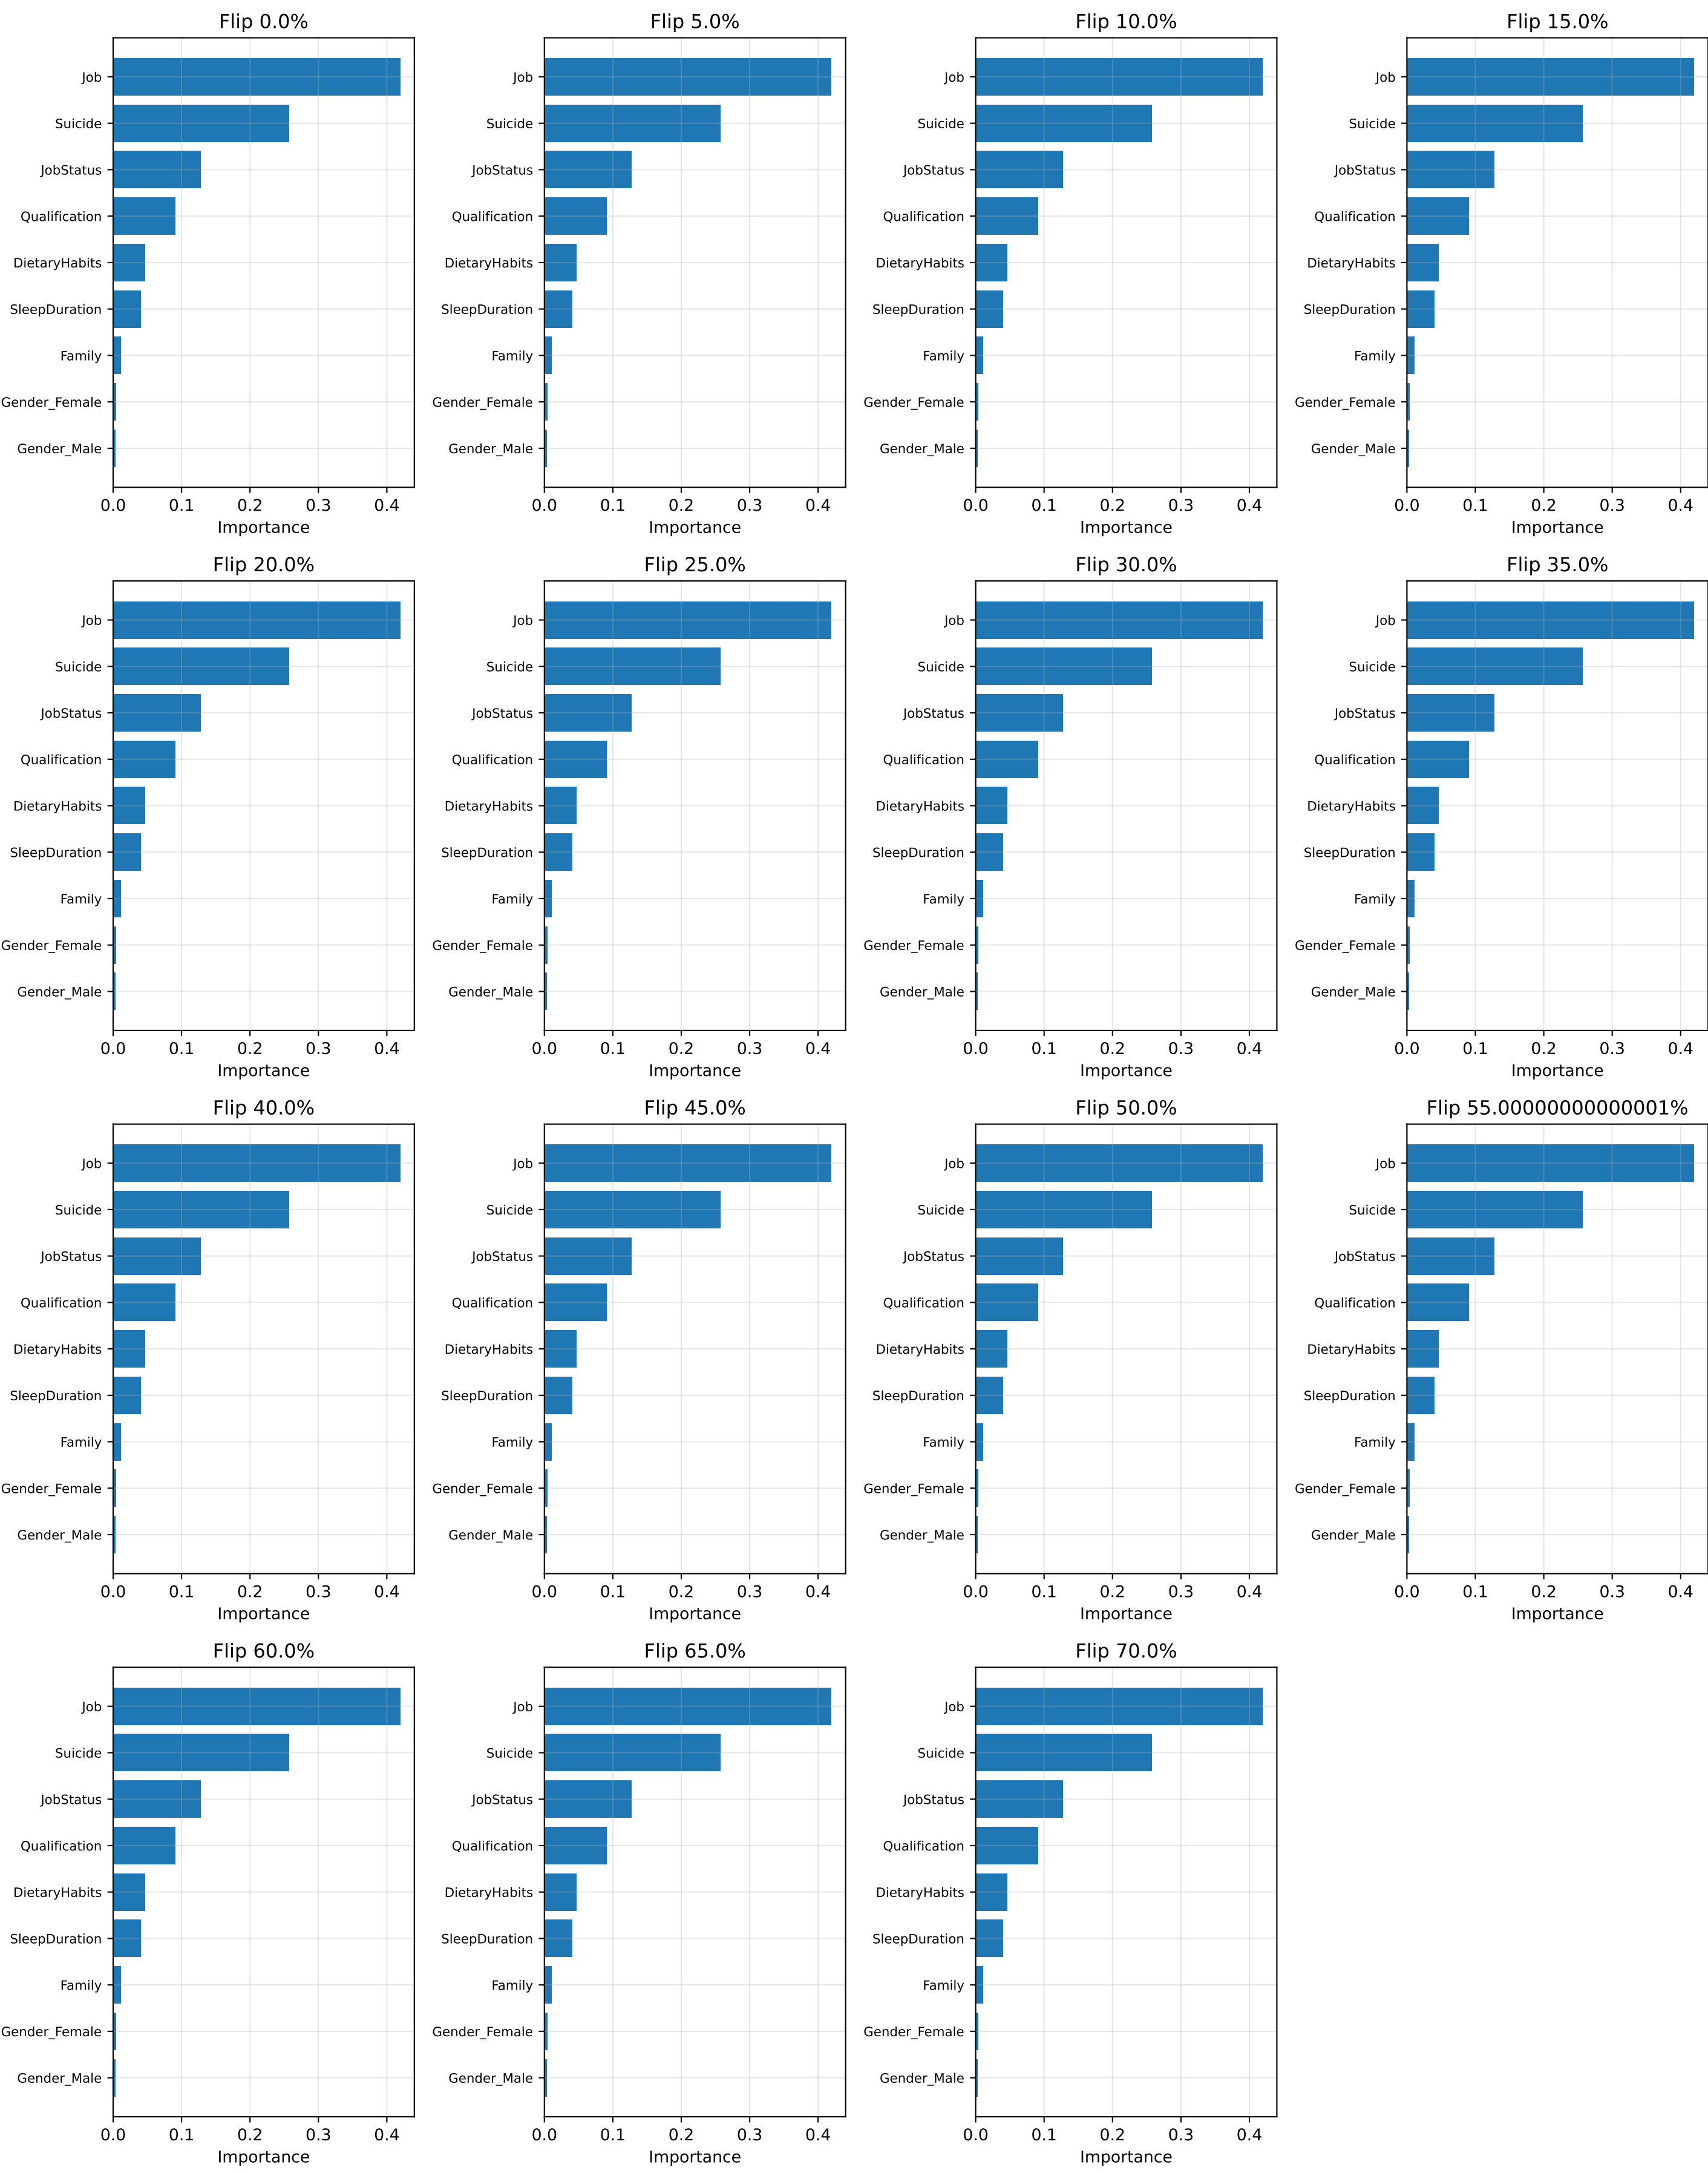 Flip 0.0% Flip 5.0% Flip 10.0% Flip 15.0%
Job Job Job Job
Suicide Suicide Suicide Suicide
JobStatus JobStatus JobStatus JobStatus
Qualification Qualification Qualification Qualification
DietaryHabits DietaryHabits DietaryHabits DietaryHabits
SleepDuration SleepDuration SleepDuration SleepDuration
Family Family Family Family
Gender_Female Gender_Female Gender_Female Gender_Female
Gender_Male Gender_Male Gender_Male Gender_Male
0.0 0.1 0.2 0.3 0.4 0.0 0.1 0.2 0.3 0.4 0.0 0.1 0.2 0.3 0.4 0.0 0.1 0.2 0.3 0.4
Importance Importance Importance Importance
Flip 20.0% Flip 25.0% Flip 30.0% Flip 35.0%
Job Job Job Job
Suicide Suicide Suicide Suicide
JobStatus JobStatus JobStatus JobStatus
Qualification Qualification Qualification Qualification
DietaryHabits DietaryHabits DietaryHabits DietaryHabits
SleepDuration SleepDuration SleepDuration SleepDuration
Family Family Family Family
Gender_Female Gender_Female Gender_Female Gender_Female
Gender_Male Gender_Male Gender_Male Gender_Male
0.0 0.1 0.2 0.3 0.4 0.0 0.1 0.2 0.3 0.4 0.0 0.1 0.2 0.3 0.4 0.0 0.1 0.2 0.3 0.4
Importance Importance Importance Importance
Flip 40.0% Flip 45.0% Flip 50.0% Flip 55.00000000000001%
Job Job Job Job
Suicide Suicide Suicide Suicide
JobStatus JobStatus JobStatus JobStatus
Qualification Qualification Qualification Qualification
DietaryHabits DietaryHabits DietaryHabits DietaryHabits
SleepDuration SleepDuration SleepDuration SleepDuration
Family Family Family Family
Gender_Female Gender_Female Gender_Female Gender_Female
Gender_Male Gender_Male Gender_Male Gender_Male
0.0 0.1 0.2 0.3 0.4 0.0 0.1 0.2 0.3 0.4 0.0 0.1 0.2 0.3 0.4 0.0 0.1 0.2 0.3 0.4
Importance Importance Importance Importance
Flip 60.0% Flip 65.0% Flip 70.0%
Job Job Job
Suicide Suicide Suicide
JobStatus JobStatus JobStatus
Qualification Qualification Qualification
DietaryHabits DietaryHabits DietaryHabits
SleepDuration SleepDuration SleepDuration
Family Family Family
Gender_Female Gender_Female Gender_Female
Gender_Male Gender_Male Gender_Male
0.0 0.1 0.2 0.3 0.4 0.0 0.1 0.2 0.3 0.4 0.0 0.1 0.2 0.3 0.4
Importance Importance Importance